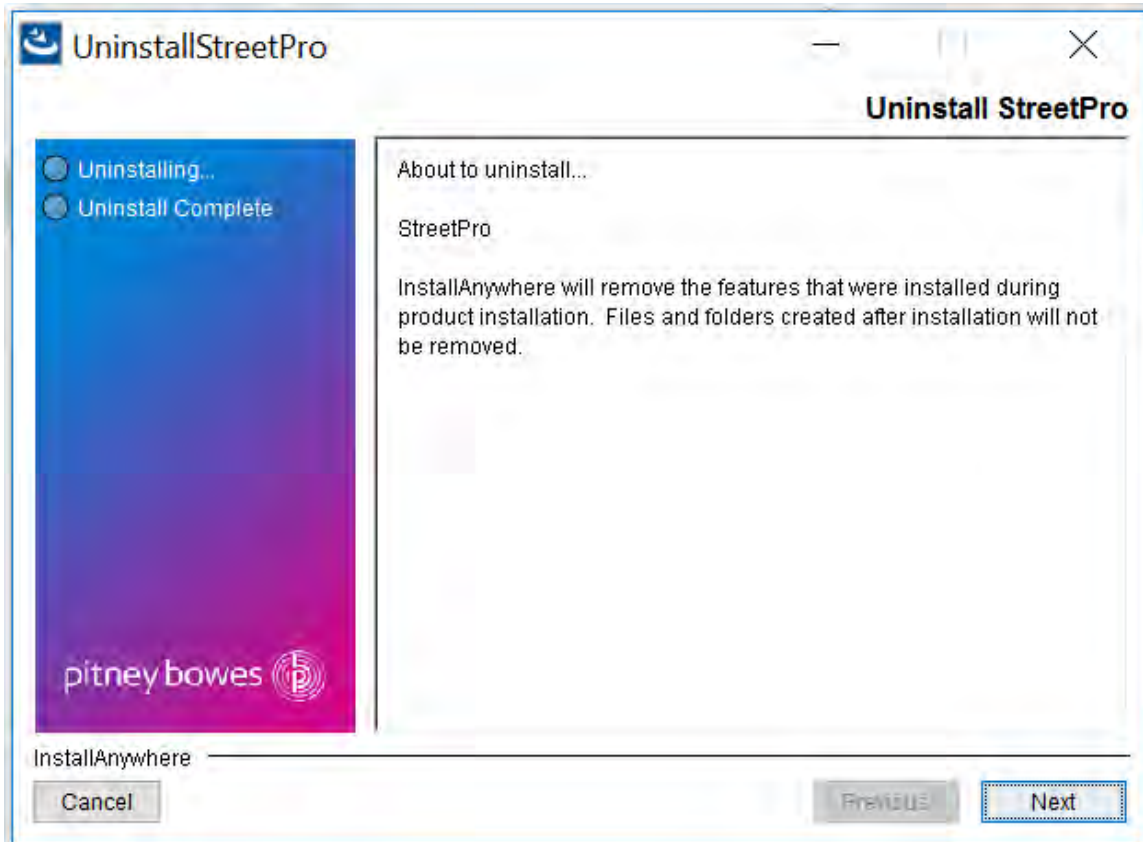 UninstallStreetPro
Uninstall StreetPro
Uninstalling...
Uninstall Complete
About to uninstall...
StreetPro
InstallAnywhere will remove the features that were installed during
product installation.  Files and folders created after installation will not
be removed.
pitney bowes
InstallAnywhere
Cancel
Previous
Next